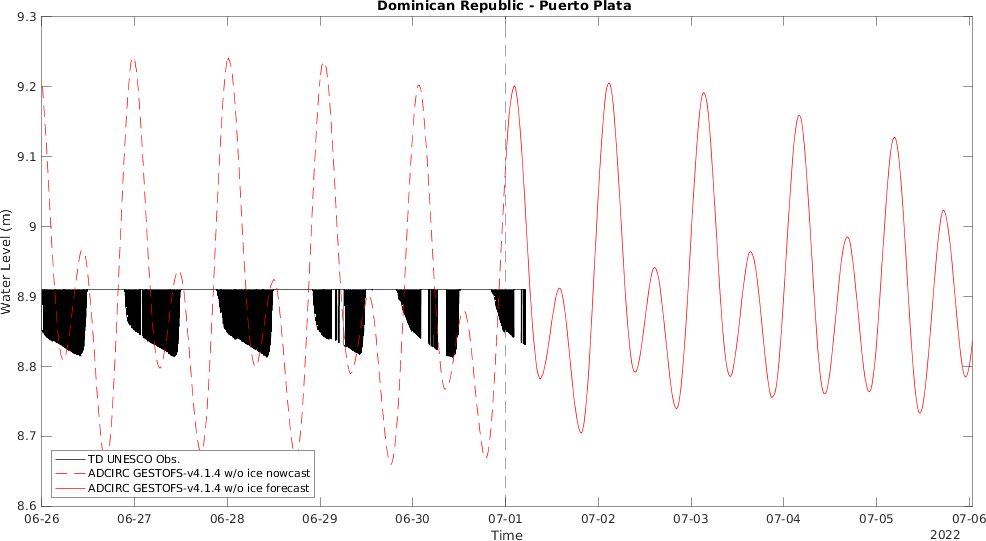 Dominican Republic - Puerto Plata
9.3
9.2
9.1
9
8.9
8.8
8.7
8.6
Water Level (m)
TD UNESCO Obs.
ADCIRC GESTOFS-v4.1.4 w/o ice nowcast
ADCIRC GESTOFS-v4.1.4 w/o ice forecast
06-26 06-27 06-28 06-29 06-30 07-01 07-02 07-03 07-04 07-05 07-06
Time
2022